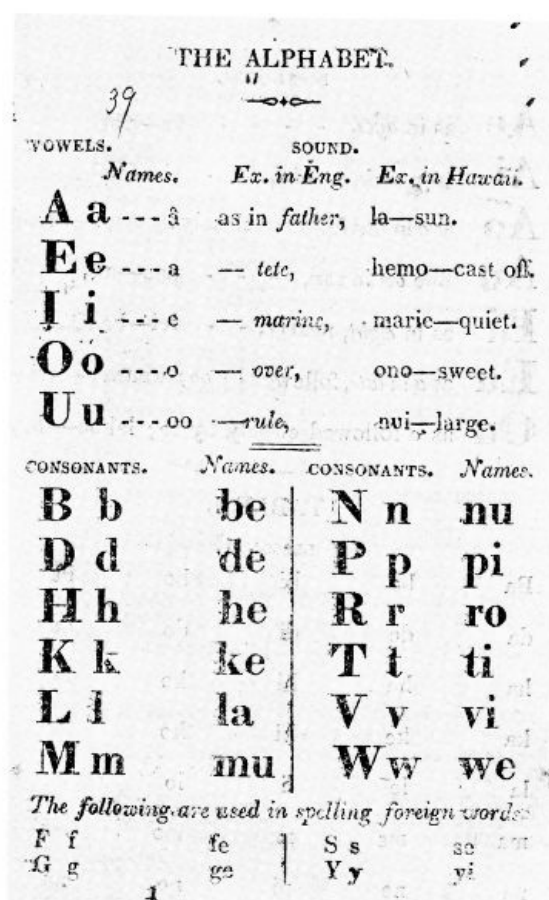 THE ALPHABET.
39
VOWELS. SOUND.
Names. Ex. in Eng. Ex. in Hawaii.
A a --- â as in father, la—sun.
E e --- a — tete, hemo—cast off.
I i --- e — marine, marie—quiet.
O o --- o — over, ono—sweet.
U u --- oo —rule, nui—large.
CONSONANTS. Names. CONSONANTS. Names.
B b be N n nu
D d de P p pi
H h he R r ro
K k ke T t ti
L l la V v vi
M m mu W w we
The following are used in spelling foreign words:
F f fe S s se
G g ge Y y yi
1